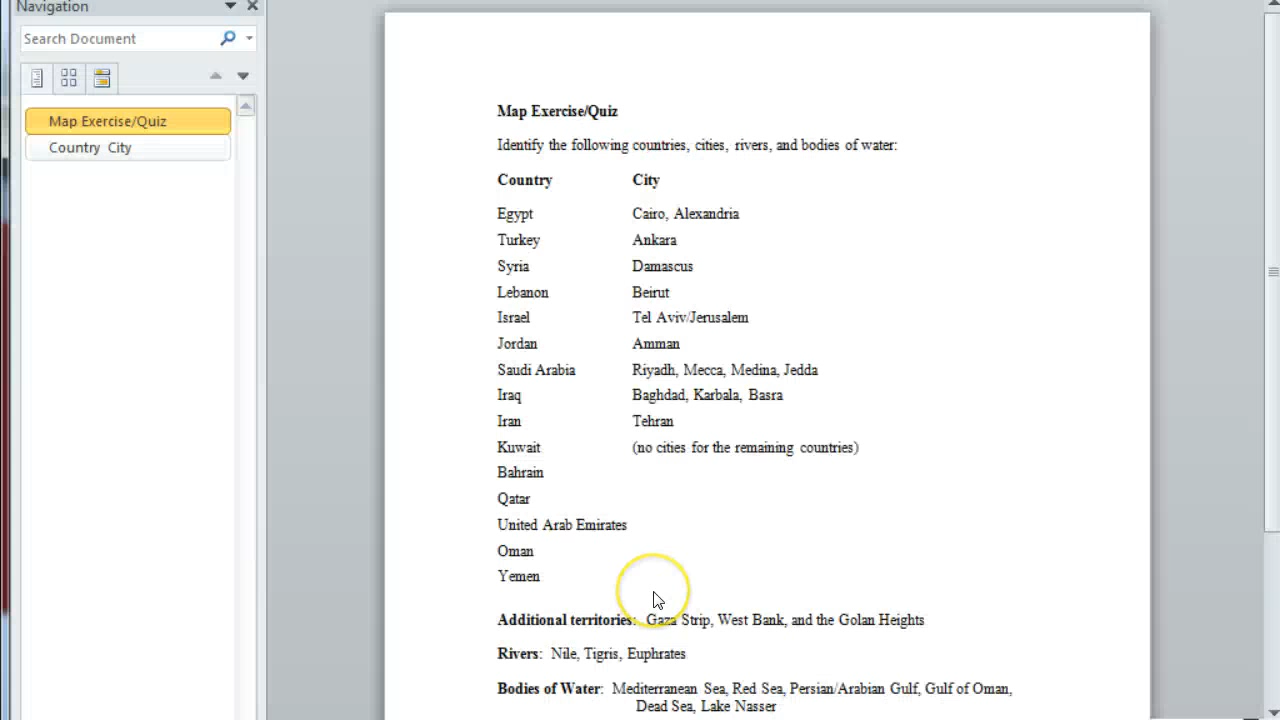 Navigation
Search Document
Map Exercise/Quiz
Country City
Map Exercise/Quiz
Identify the following countries, cities, rivers, and bodies of water:
Country City
Egypt Cairo, Alexandria
Turkey Ankara
Syria Damascus
Lebanon Beirut
Israel Tel Aviv/Jerusalem
Jordan Amman
Saudi Arabia Riyadh, Mecca, Medina, Jedda
Iraq Baghdad, Karbala, Basra
Iran Tehran
Kuwait (no cities for the remaining countries)
Bahrain
Qatar
United Arab Emirates
Oman
Yemen
Additional territories: Gaza Strip, West Bank, and the Golan Heights
Rivers: Nile, Tigris, Euphrates
Bodies of Water: Mediterranean Sea, Red Sea, Persian/Arabian Gulf, Gulf of Oman,
Dead Sea, Lake Nasser